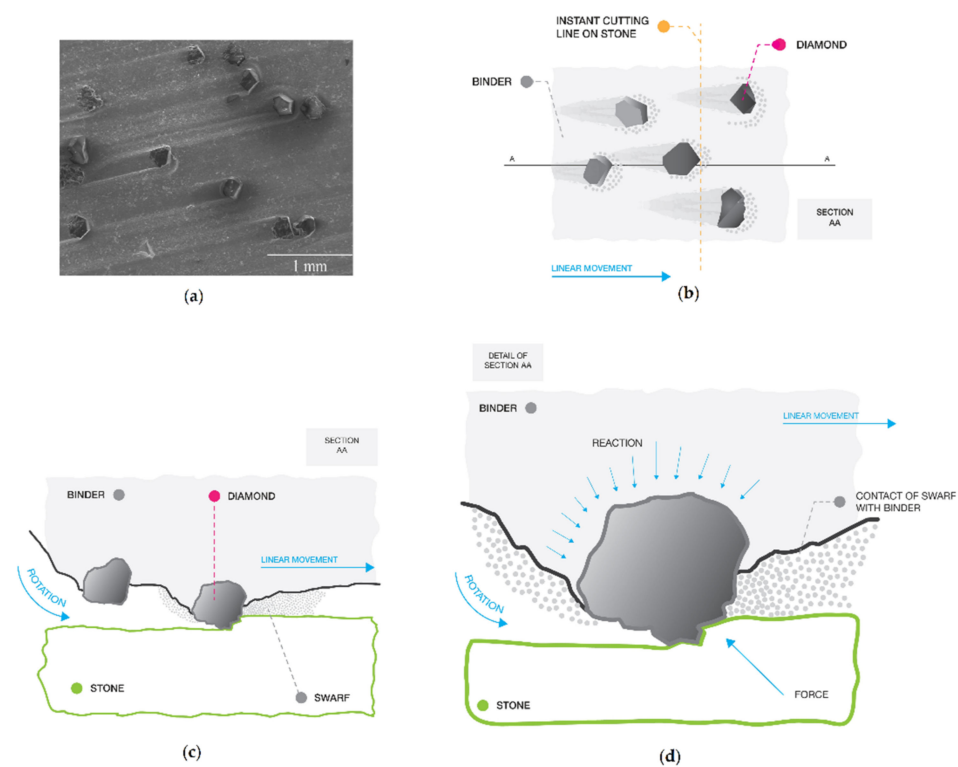 (a)
1 mm
INSTANT CUTTING
LINE ON STONE
DIAMOND
BINDER
A
A
SECTION
AA
LINEAR MOVEMENT
(b)
SECTION
AA
BINDER
DIAMOND
LINEAR MOVEMENT
ROTATION
STONE
SWARF
(c)
DETAIL OF
SECTION AA
BINDER
LINEAR MOVEMENT
REACTION
CONTACT OF SWARF
WITH BINDER
ROTATION
FORCE
STONE
(d)